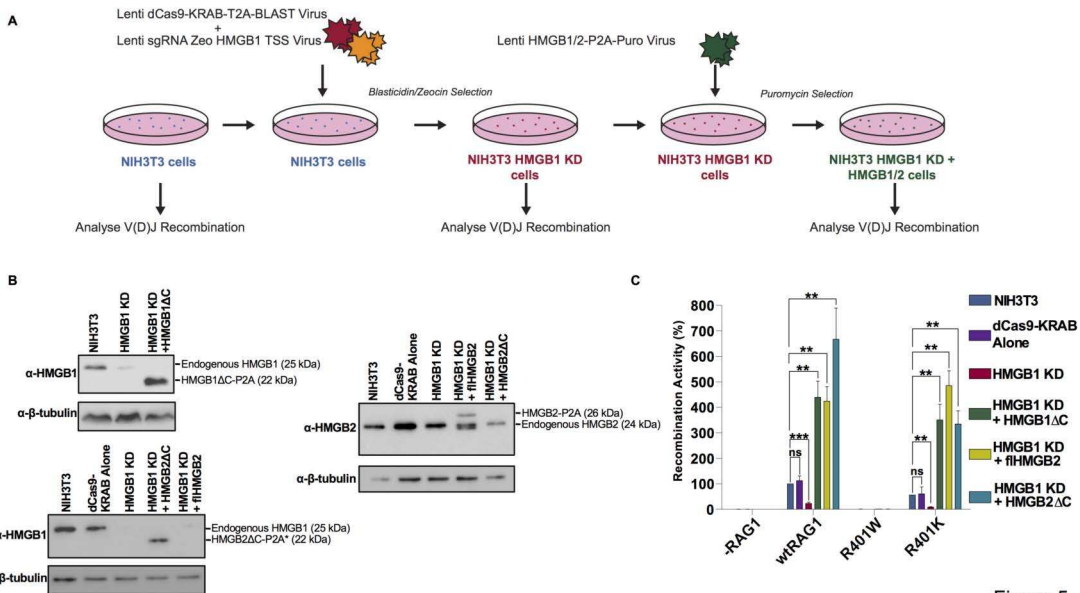 A
Lenti dCas9-KRAB-T2A-BLAST Virus
+
Lenti sgRNA Zeo HMGB1 TSS Virus
Lenti HMGB1/2-P2A-Puro Virus
Blasticidin/Zeocin Selection
Puromycin Selection
NIH3T3 cells
NIH3T3 cells
NIH3T3 HMGB1 KD
cells
NIH3T3 HMGB1 KD
cells
NIH3T3 HMGB1 KD +
HMGB1/2 cells
Analyse V(D)J Recombination
Analyse V(D)J Recombination
Analyse V(D)J Recombination
B
NIH3T3
HMGB1 KD
HMGB1 KD
+HMGB1ΔC
α-HMGB1
Endogenous HMGB1 (25 kDa)
HMGB1ΔC-P2A (22 kDa)
α-β-tubulin
NIH3T3
dCas9-
KRAB Alone
HMGB1 KD
HMGB1 KD
+ HMGB2ΔC
HMGB1 KD
+ flHMGB2
α-HMGB1
Endogenous HMGB1 (25 kDa)
HMGB2ΔC-P2A* (22 kDa)
β-tubulin
NIH3T3
dCas9-
KRAB Alone
HMGB1 KD
HMGB1 KD
+ flHMGB2
HMGB1 KD
+ HMGB2ΔC
α-HMGB2
HMGB2-P2A (26 kDa)
Endogenous HMGB2 (24 kDa)
α-β-tubulin
C
Recombination Activity (%)
800
700
600
500
400
300
200
100
0
**
**
**
***
ns
**
**
**
**
ns
-RAG1
wtRAG1
R401W
R401K
NIH3T3
dCas9-KRAB
Alone
HMGB1 KD
HMGB1 KD
+ HMGB1ΔC
HMGB1 KD
+ flHMGB2
HMGB1 KD
+ HMGB2ΔC